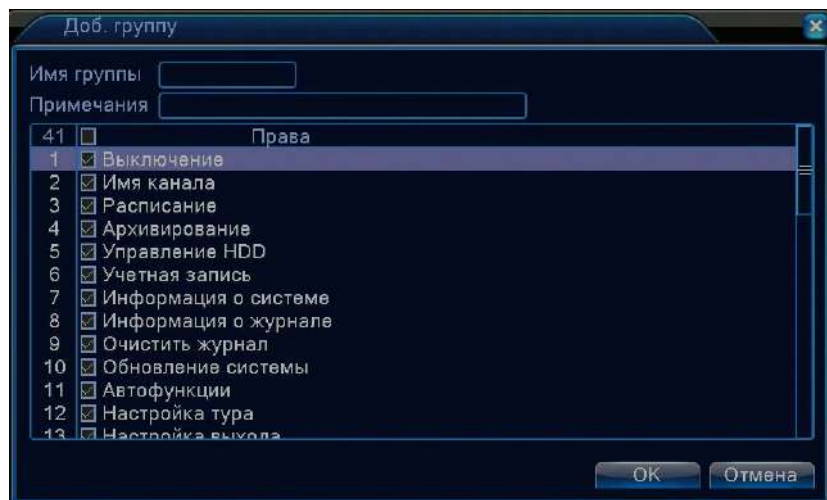 Доб. группу
Имя группы
Примечания
41 Права
1 Выключение
2 Имя канала
3 Расписание
4 Архивирование
5 Управление HDD
6 Учетная запись
7 Информация о системе
8 Информация о журнале
9 Очистить журнал
10 Обновление системы
11 Автофункции
12 Настройка тура
13 Настройка выхода
OK Отмена